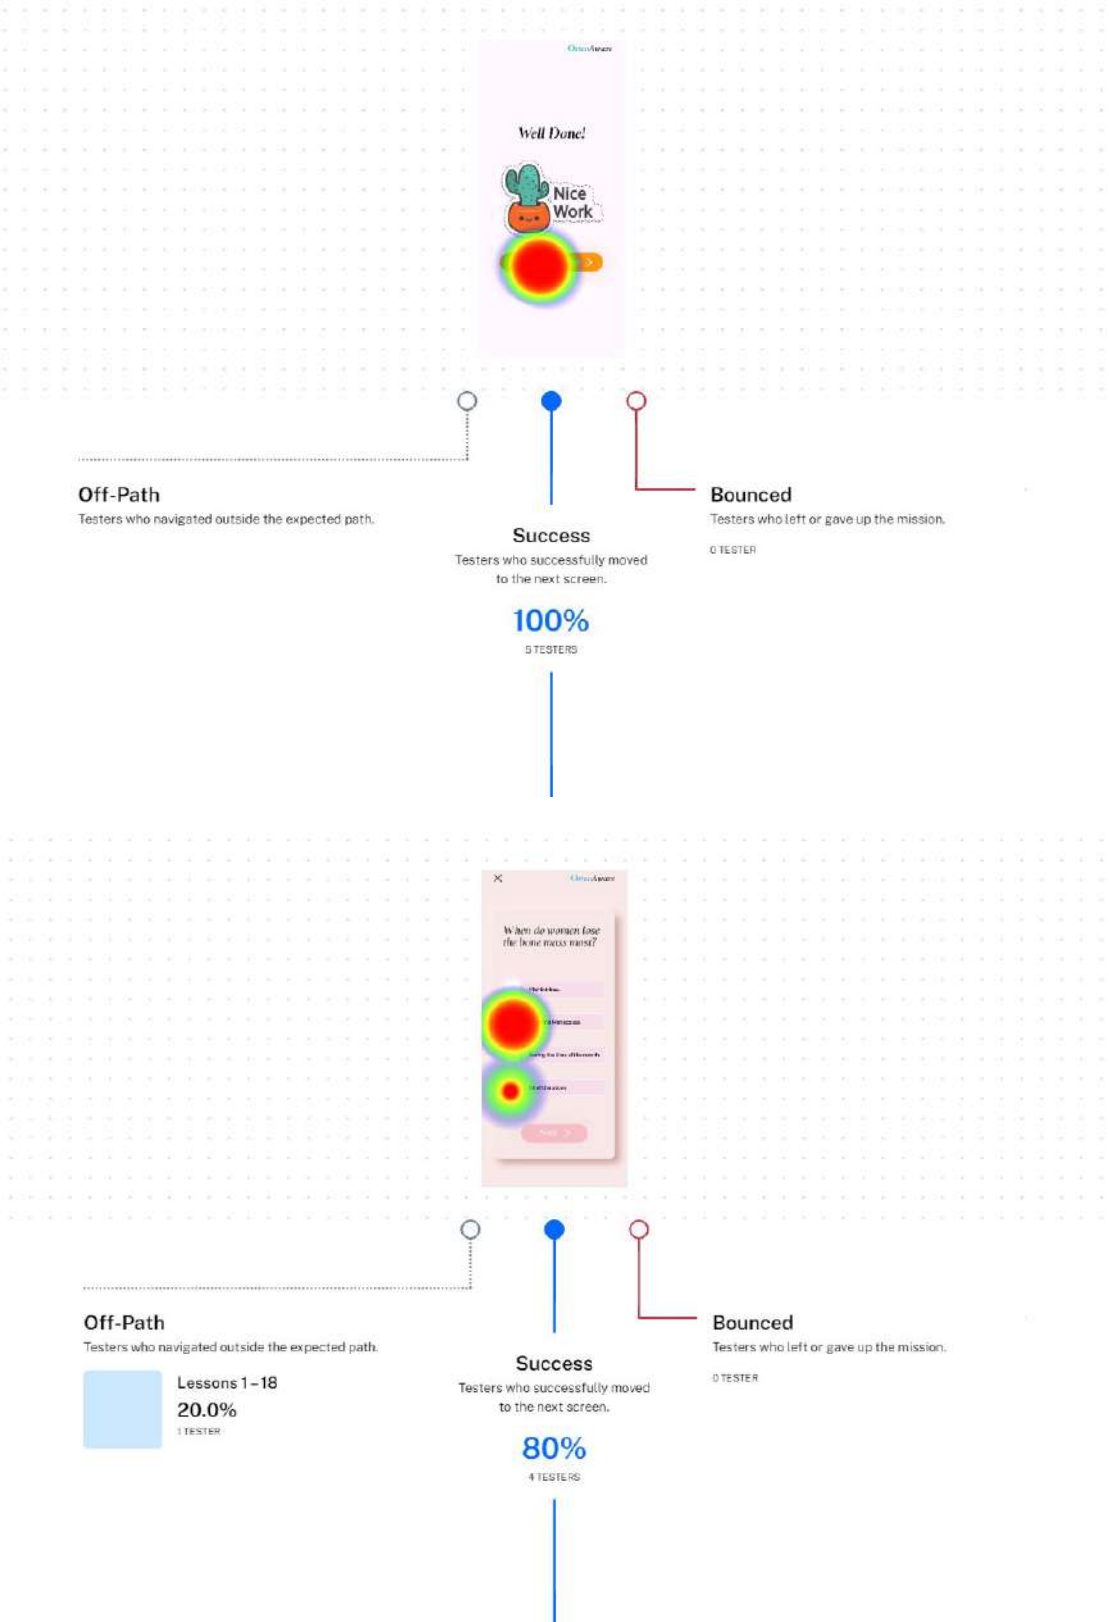 OsteoAware
Well Done!
Nice
Work
Off-Path
Testers who navigated outside the expected path.
Success
Testers who successfully moved
to the next screen.
100%
5 TESTERS
Bounced
Testers who left or gave up the mission.
0 TESTER
OsteoAware
When do women lose
the bone mass most?
Next
Off-Path
Testers who navigated outside the expected path.
Lessons 1–18
20.0%
1 TESTER
Success
Testers who successfully moved
to the next screen.
80%
4 TESTERS
Bounced
Testers who left or gave up the mission.
0 TESTER